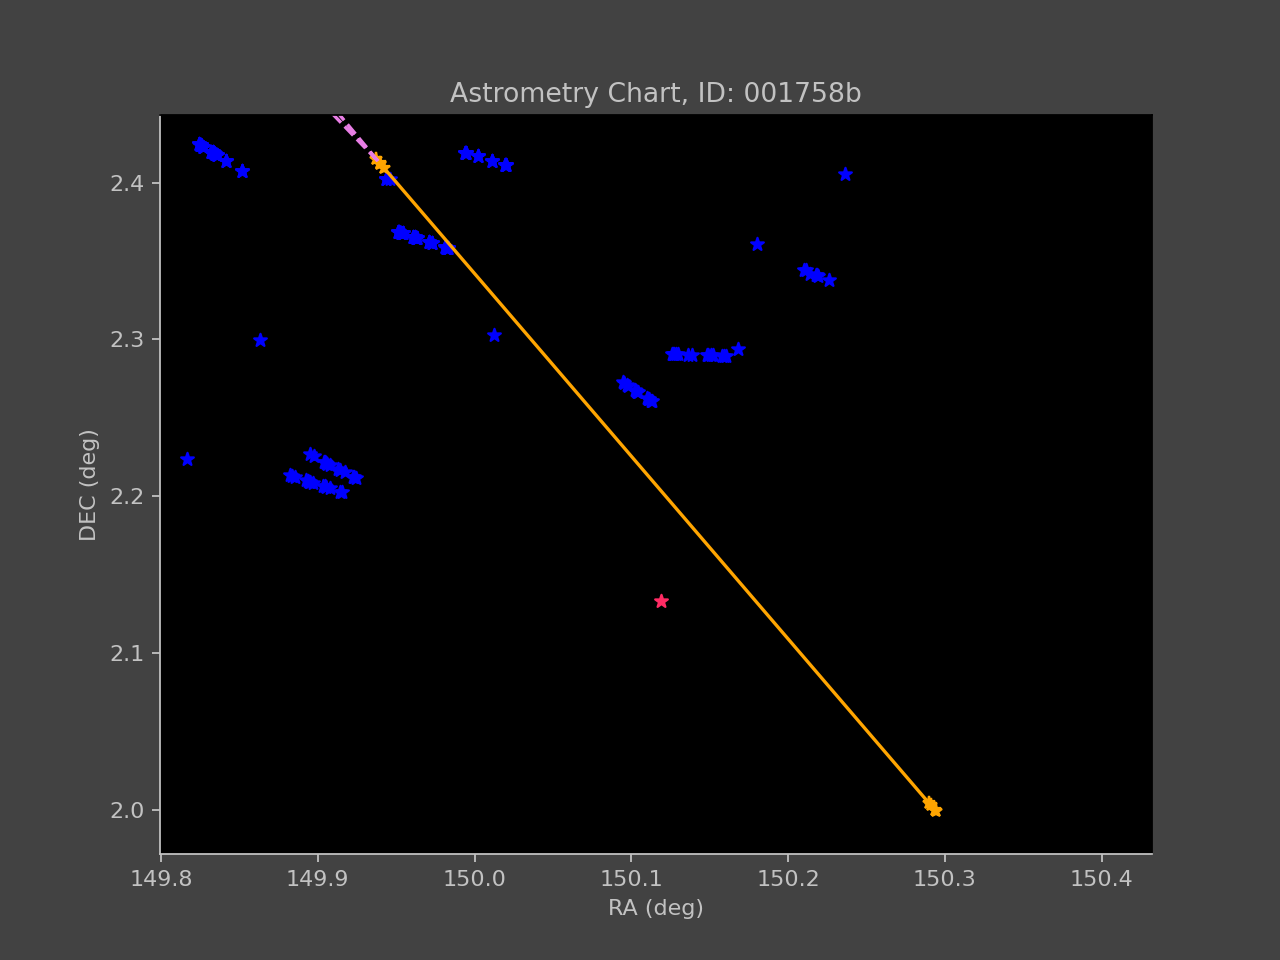 Astrometry Chart, ID: 001758b
2.4
2.3
2.2
2.1
2.0
DEC (deg)
149.8 149.9 150.0 150.1 150.2 150.3 150.4
RA (deg)